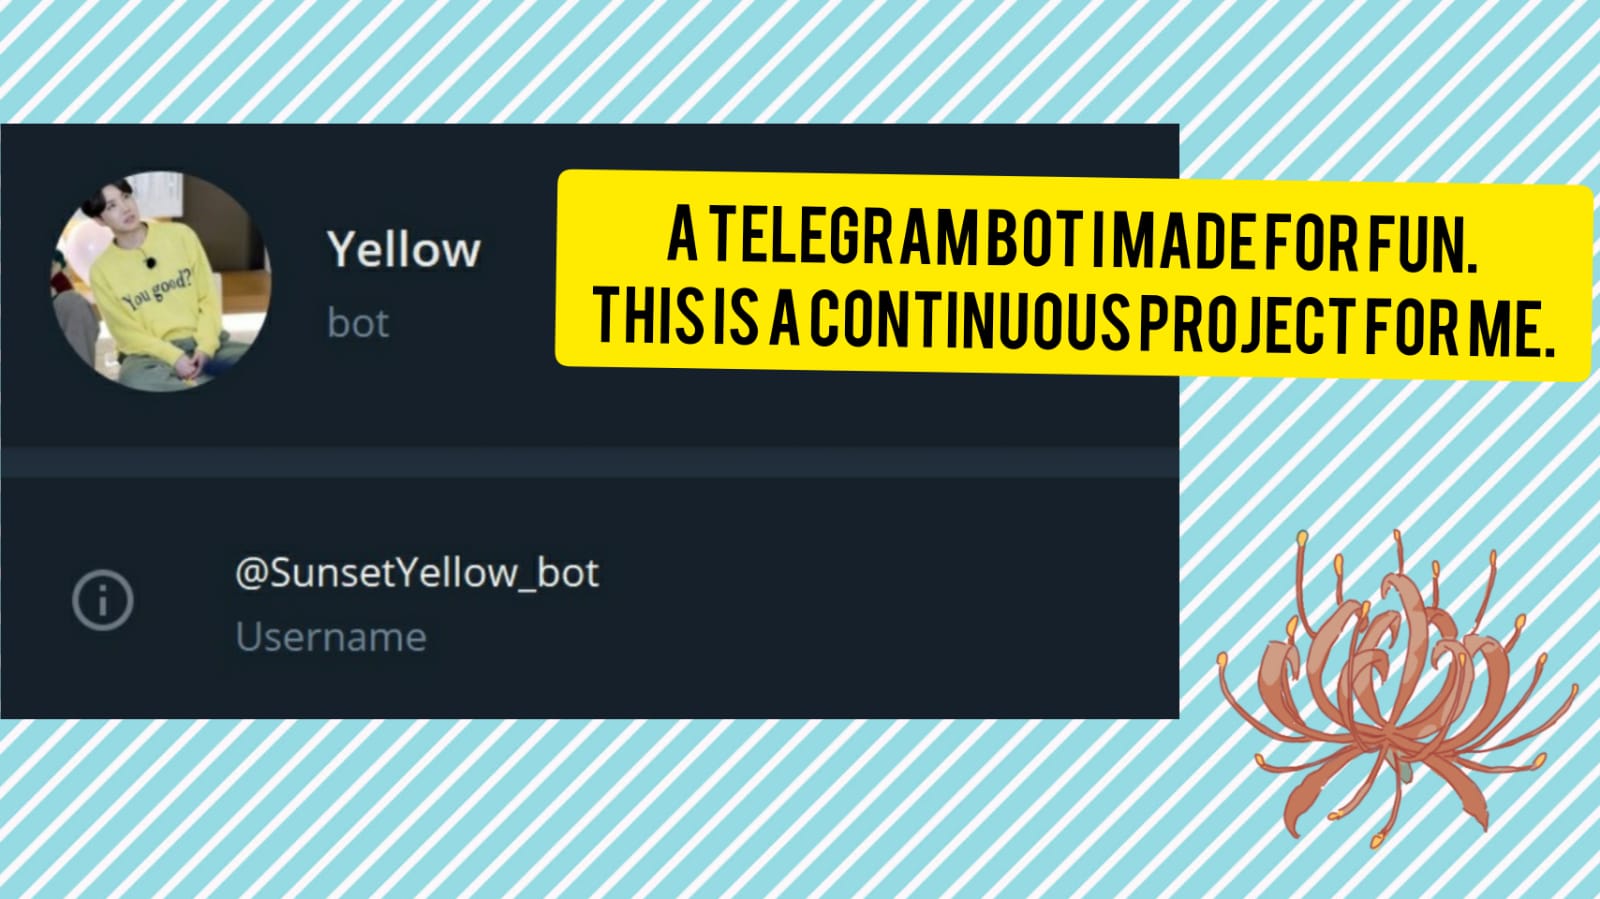 You good?
Yellow
bot
A TELEGRAM BOT I MADE FOR FUN.
THIS IS A CONTINUOUS PROJECT FOR ME.
@SunsetYellow_bot
Username